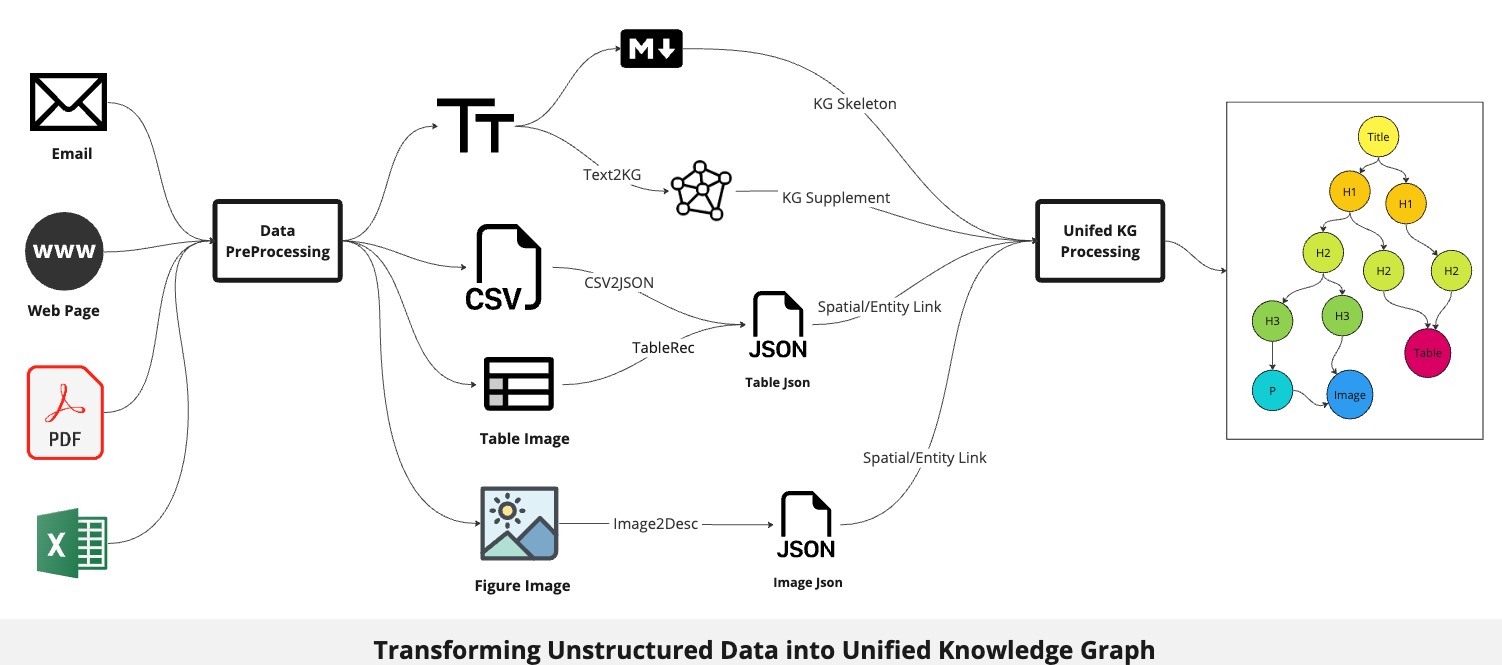 Email
WWW
Web Page
PDF
X
Data
PreProcessing
TT
M
Text2KG
CSV
CSV2JSON
TableRec
Table Image
Figure Image
Image2Desc
KG Skeleton
KG Supplement
JSON
Table Json
Spatial/Entity Link
JSON
Image Json
Spatial/Entity Link
Unifed KG
Processing
Title
H1
H1
H2
H2
H2
H3
H3
Table
P
Image
Transforming Unstructured Data into Unified Knowledge Graph